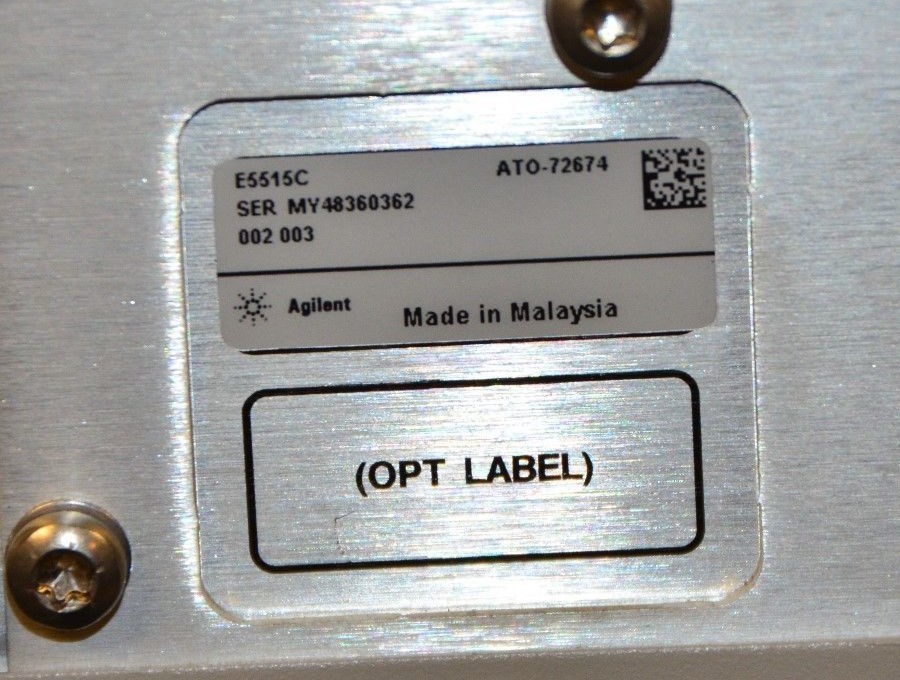 E5515C ATO-72674
SER MY48360362
002 003
Agilent Made in Malaysia
(OPT LABEL)